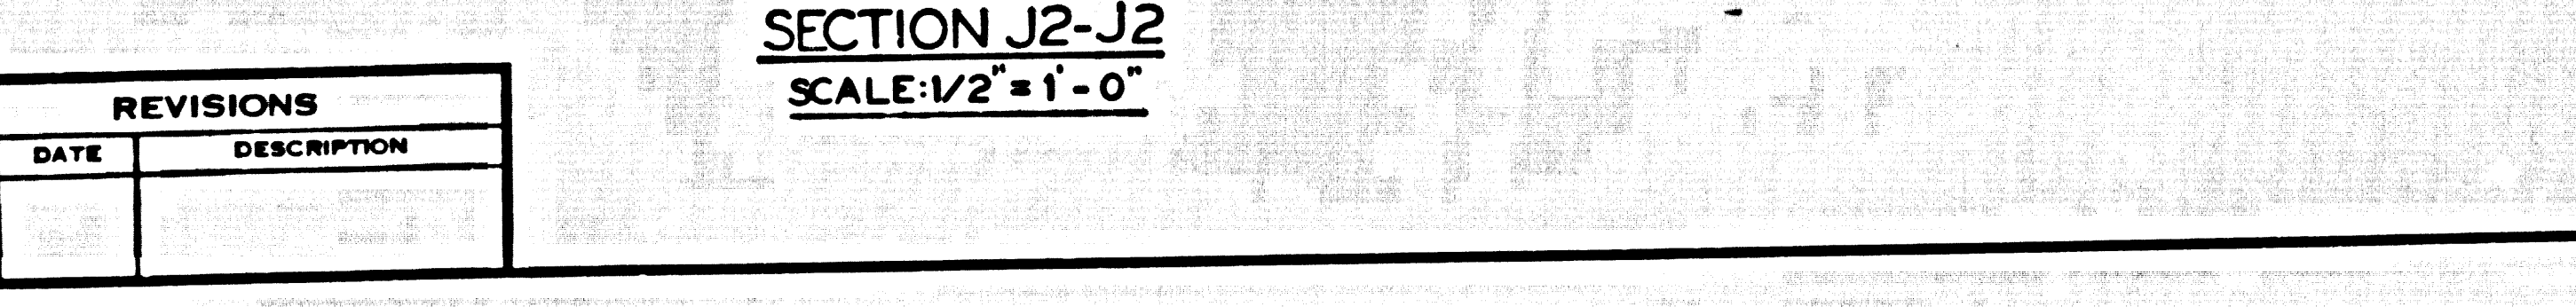 SECTION J2-J2
SCALE:1/2"=1'-0"
REVISIONS
DATE DESCRIPTION